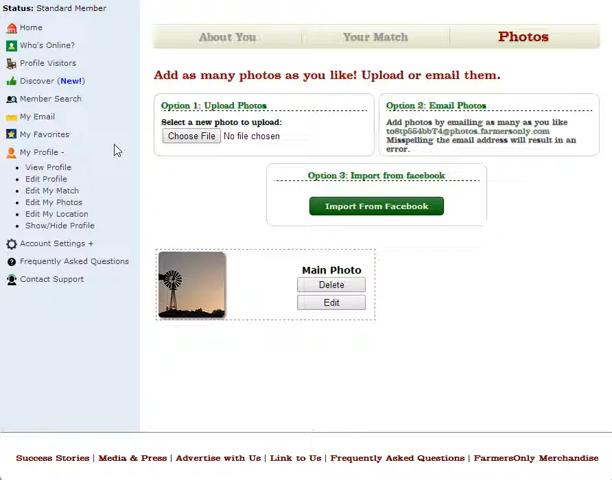 Status: Standard Member
Home
Who's Online?
Profile Visitors
Discover (New!)
Member Search
My Email
My Favorites
My Profile -
View Profile
Edit Profile
Edit My Match
Edit My Photos
Edit My Location
Show/Hide Profile
Account Settings +
Frequently Asked Questions
Contact Support
About You
Your Match
Photos
Add as many photos as you like! Upload or email them.
Option 1: Upload Photos
Select a new photo to upload:
Choose File No file chosen
Option 2: Email Photos
Add photos by emailing as many as you like
to8tp554bbT4@photos.farmersonly.com
Misspelling the email address will result in an
error.
Option 3: Import from facebook
Import From Facebook
Main Photo
Delete
Edit
Success Stories | Media & Press | Advertise with Us | Link to Us | Frequently Asked Questions | FarmersOnly Merchandise